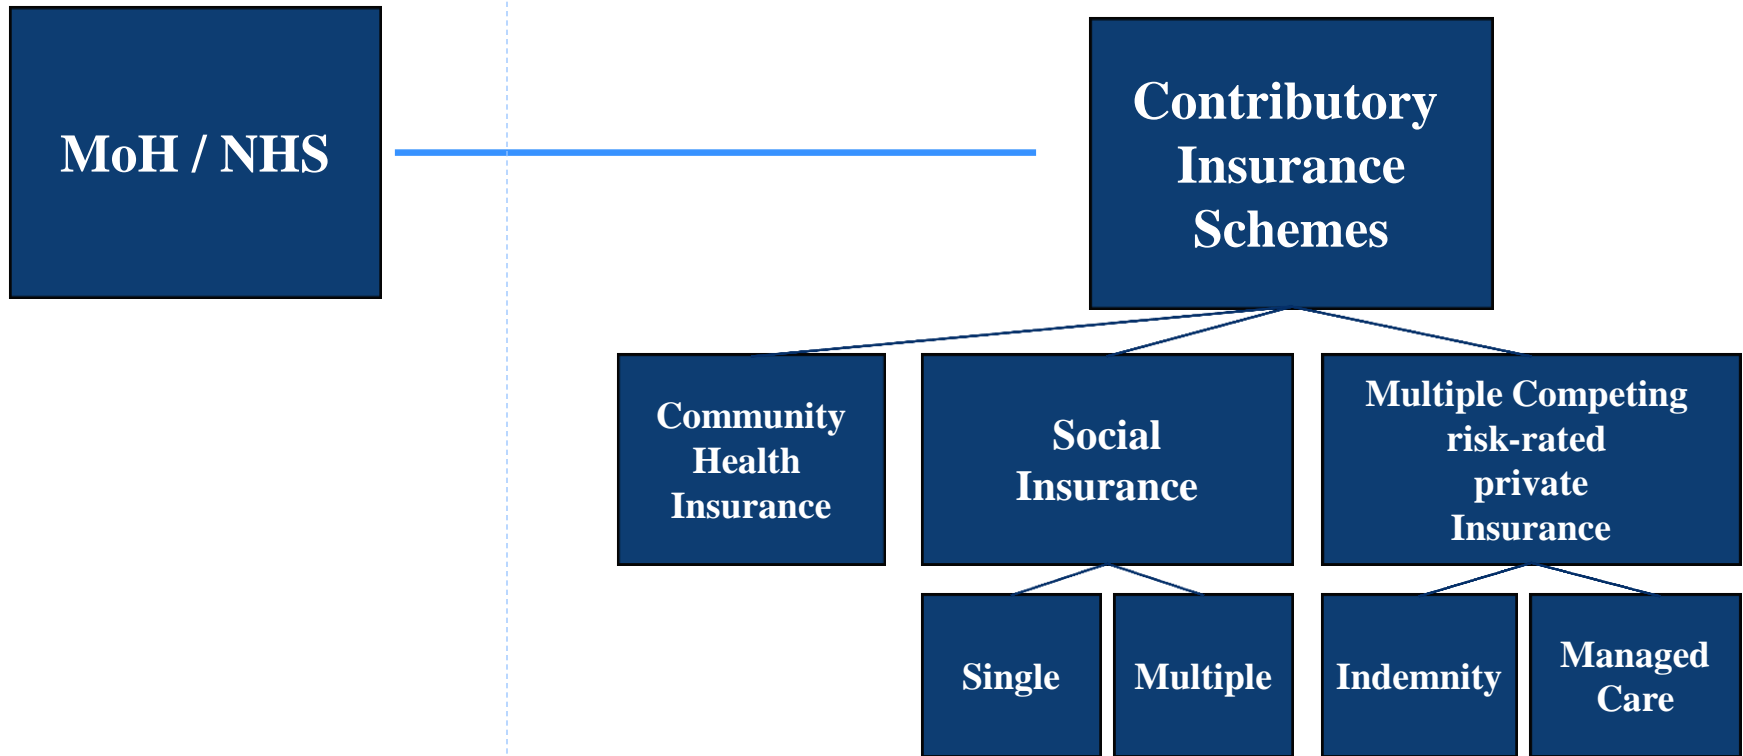 MoH / NHS
Contributory
Insurance
Schemes
Community
Health
Insurance
Social
Insurance
Multiple Competing
risk-rated
private
Insurance
Single
Multiple
Indemnity
Managed
Care